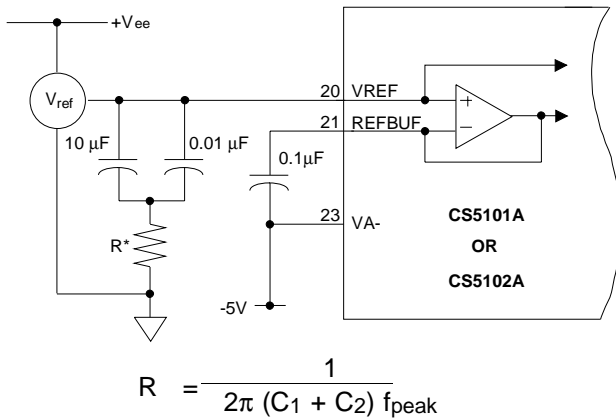 +Vee
Vref
20 VREF
21 REFBUF
10 µF
0.01 µF
0.1µF
+
−
23 VA-
R*
CS5101A
OR
CS5102A
-5V
R = 1 / 2π (C1 + C2) fpeak